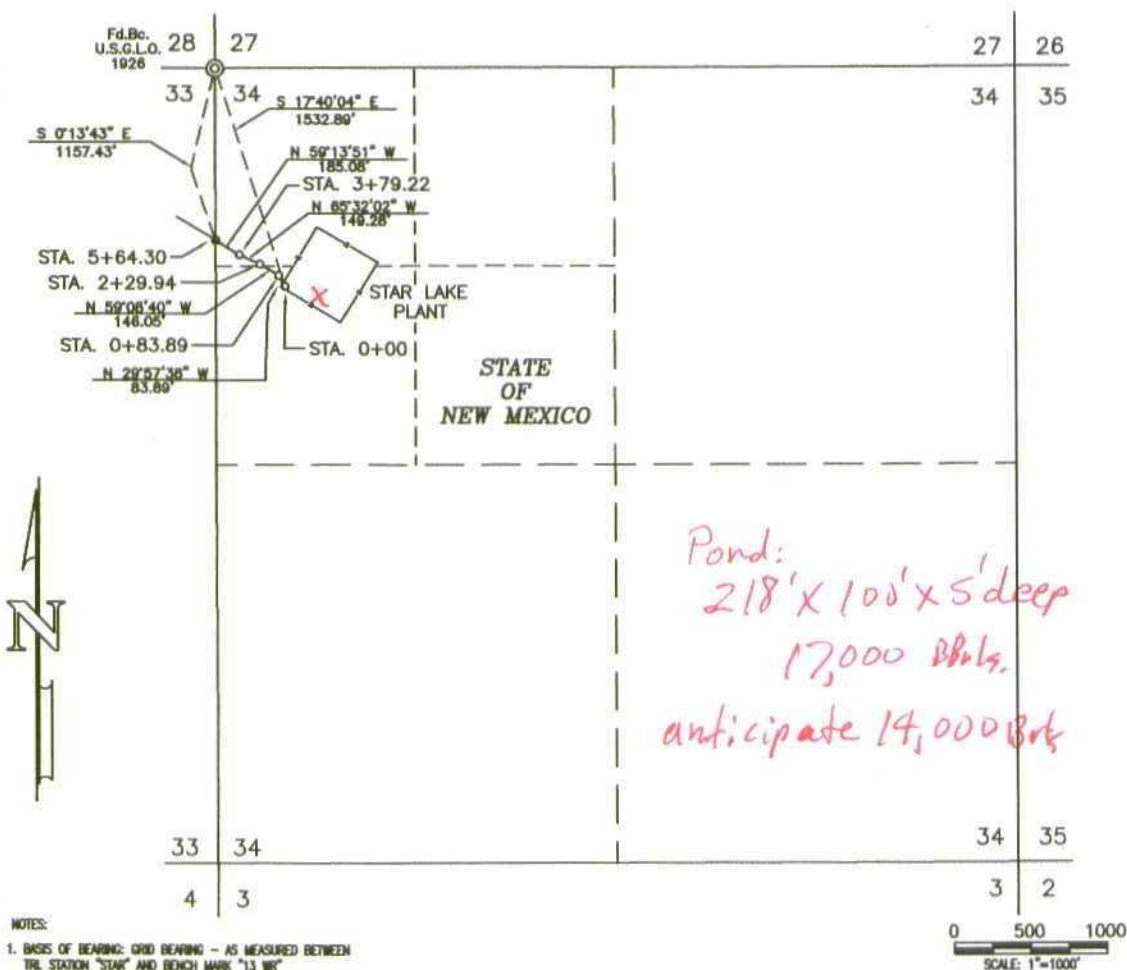 Fd.Bc.
U.S.G.L.O.
1926
28 27
27 26
33 34
34 35
S 17°40'04" E
1532.89'
S 0°13'43" E
1157.43'
N 59°13'51" W
185.08'
STA. 3+79.22
N 65°32'02" W
149.28'
STA. 5+64.30
STA. 2+29.94
N 59°06'40" W
146.05'
X
STAR LAKE
PLANT
STA. 0+83.89
STA. 0+00
N 29°57'36" W
83.89'
STATE
OF
NEW MEXICO
N
Pond:
218' X 100' X 5' deep
17,000 BBrls.
anticipate 14,000 Brls
33 34
34 35
4 3
3 2
NOTES:
1. BASIS OF BEARING: GRID BEARING - AS MEASURED BETWEEN
TRL STATION "STAR" AND BENCH MARK "13 WR"
0 500 1000
SCALE: 1"=1000'